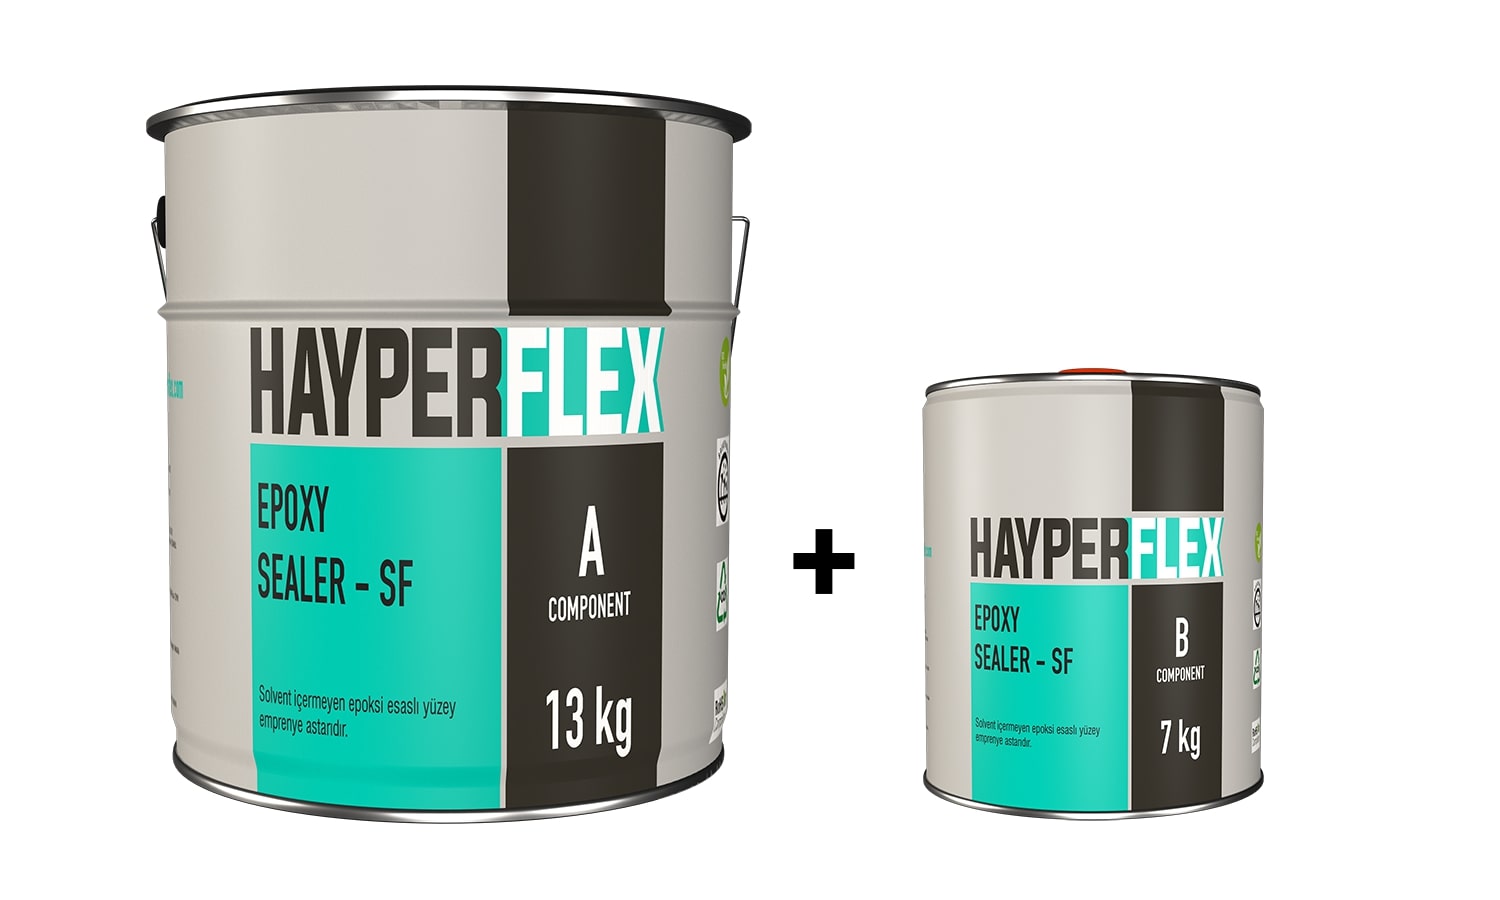 HAYPERFLEX
EPOXY
SEALER - SF
A
COMPONENT
Solvent içermeyen epoksi esaslı yüzey
emprenye astarıdır.
13 kg
+
HAYPERFLEX
EPOXY
SEALER - SF
B
COMPONENT
Solvent içermeyen epoksi esaslı yüzey
emprenye astarıdır.
7 kg